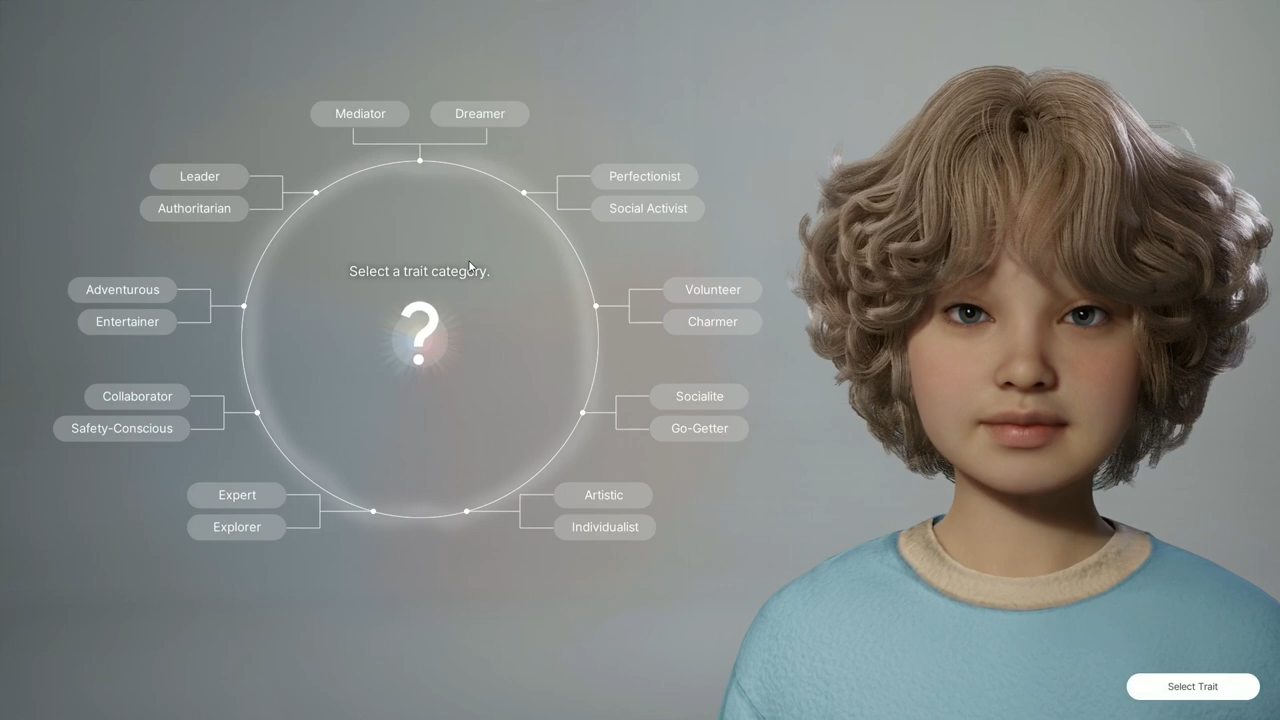 Mediator
Dreamer
Leader
Authoritarian
Perfectionist
Social Activist
Select a trait category.
?
Adventurous
Entertainer
Volunteer
Charmer
Collaborator
Safety-Conscious
Socialite
Go-Getter
Expert
Explorer
Artistic
Individualist
Select Trait